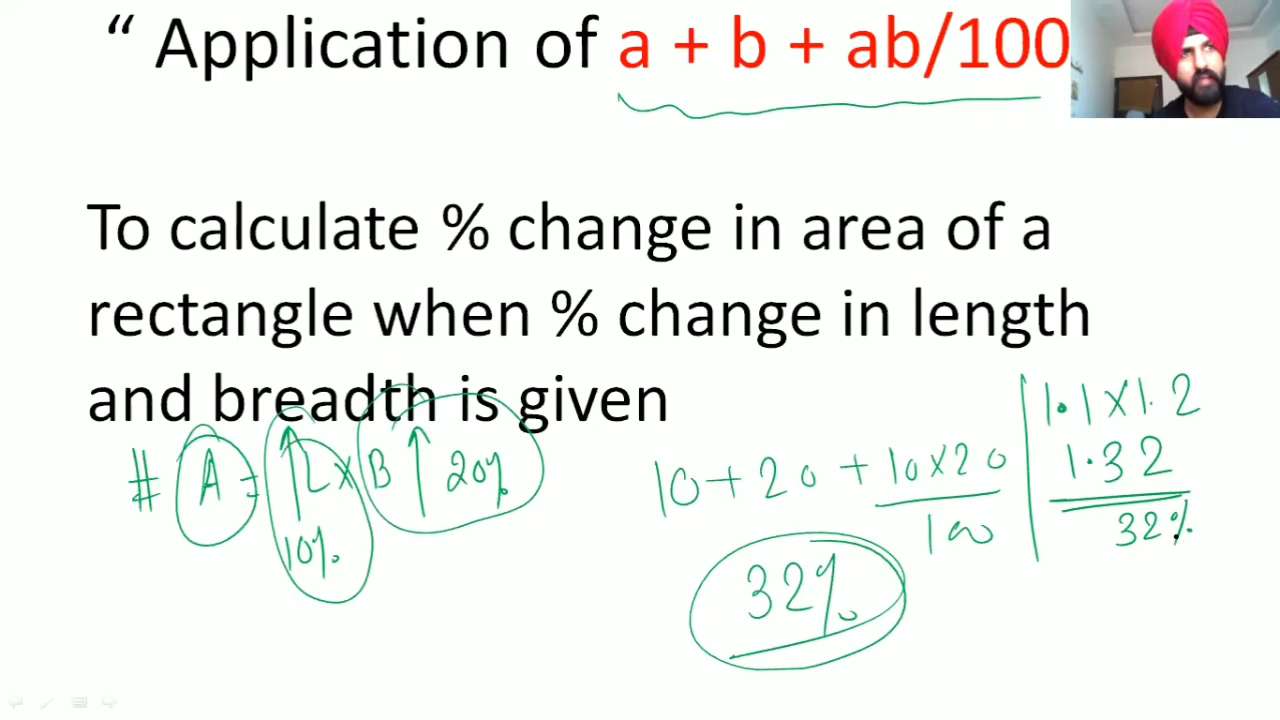 “ Application of a + b + ab/100
To calculate % change in area of a
rectangle when % change in length
and breadth is given
# A = ↑ L × B ↑ 20%
10%
10 + 20 + 10×20
100
32%
1.1×1.2
1.32
32%